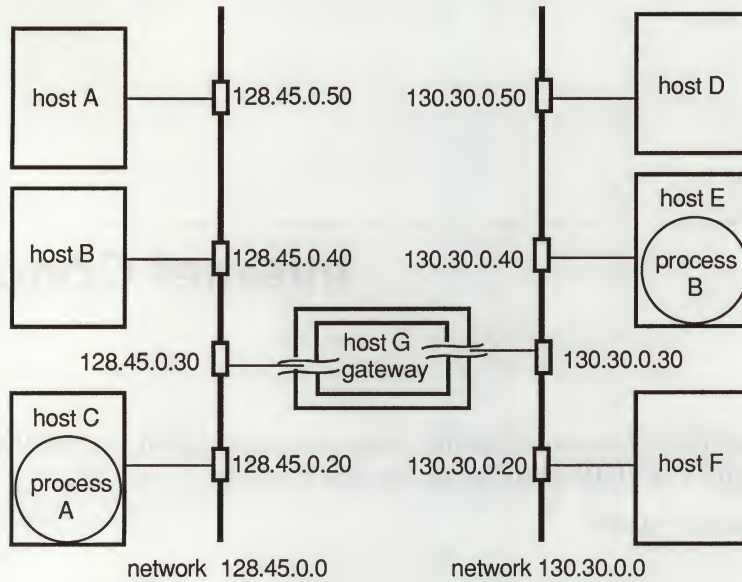 host A
128.45.0.50
130.30.0.50
host D
host B
128.45.0.40
130.30.0.40
host E
process
B
128.45.0.30
host G
gateway
130.30.0.30
host C
process
A
128.45.0.20
130.30.0.20
host F
network 128.45.0.0
network 130.30.0.0